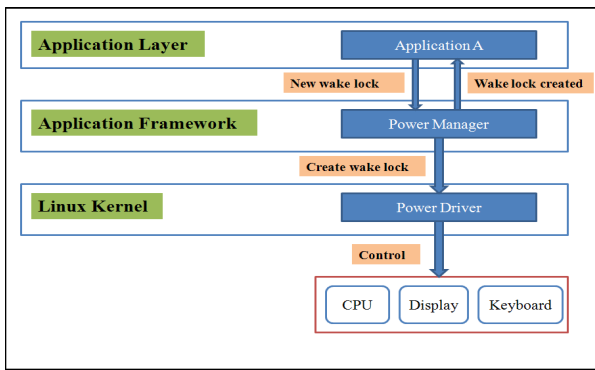 Application Layer
Application A
New wake lock
Wake lock created
Application Framework
Power Manager
Create wake lock
Linux Kernel
Power Driver
Control
CPU
Display
Keyboard